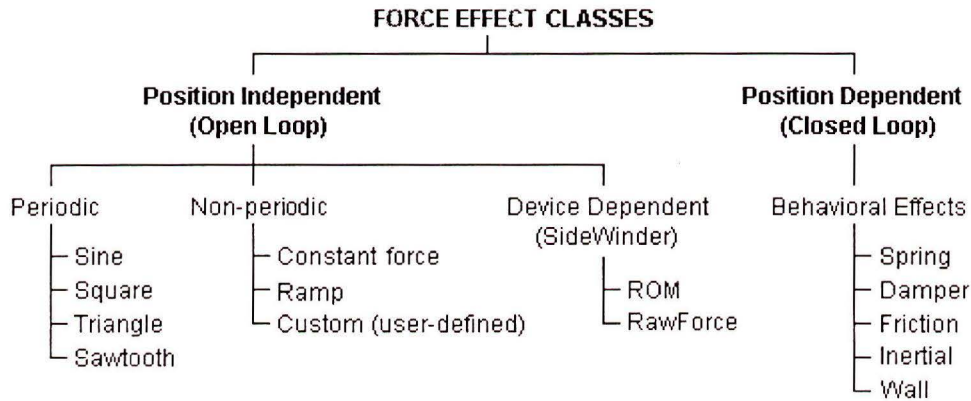 FORCE EFFECT CLASSES
Position Independent
(Open Loop)
Position Dependent
(Closed Loop)
Periodic
Sine
Square
Triangle
Sawtooth
Non-periodic
Constant force
Ramp
Custom (user-defined)
Device Dependent
(SideWinder)
ROM
RawForce
Behavioral Effects
Spring
Damper
Friction
Inertial
Wall